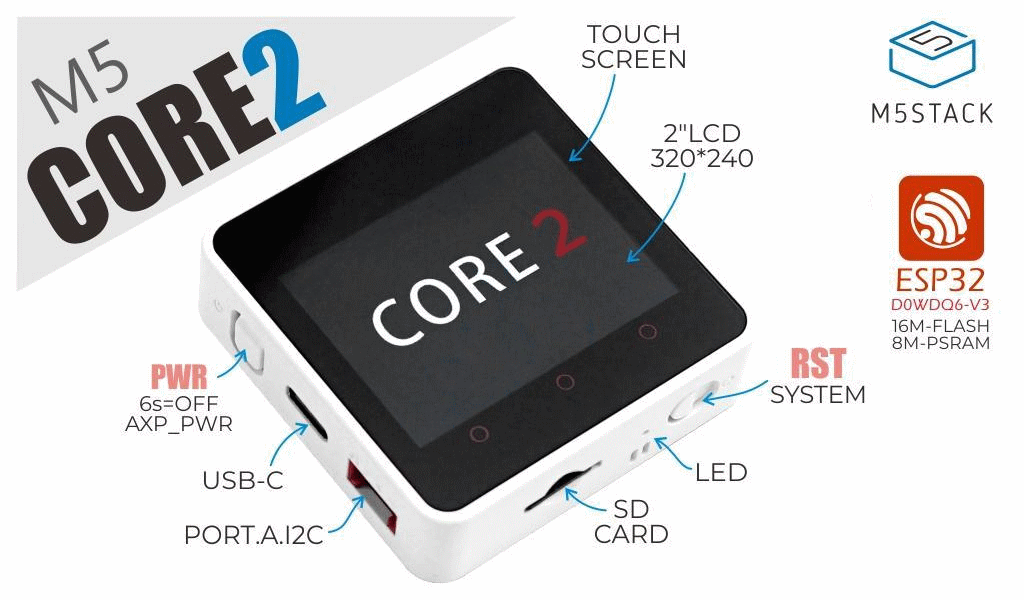 M5
CORE2
TOUCH
SCREEN
2"LCD
320*240
M5STACK
5
ESP32
D0WDQ6-V3
16M-FLASH
8M-PSRAM
CORE 2
PWR
6s=OFF
AXP_PWR
RST
SYSTEM
USB-C
LED
PORT.A.I2C
SD
CARD